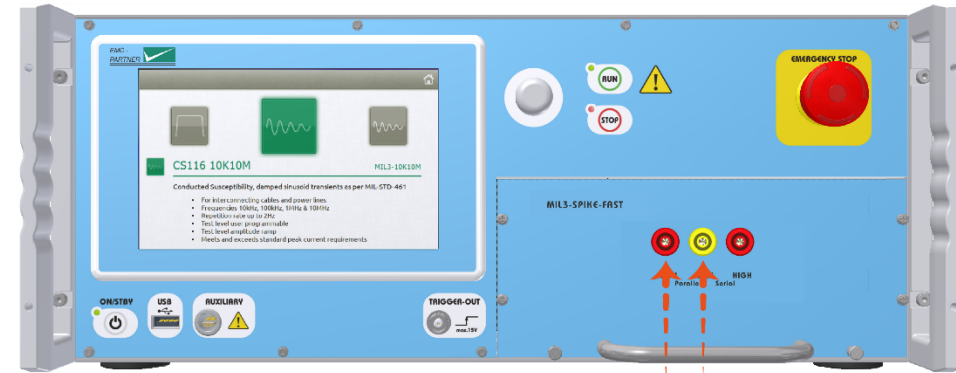 EMC -
PARTNER
CS116 10K10M
MIL3-10K10M
Conducted Susceptibility, damped sinusoid transients as per MIL-STD-461
• For interconnecting cables and power lines
• Frequencies 10kHz, 100kHz, 1MHz & 10MHz
• Repetition rate up to 2Hz
• Test level user programmable
• Test level amplitude ramp
• Meets and exceeds standard peak current requirements
RUN
STOP
EMERGENCY STOP
MIL3-SPIKE-FAST
HIGH
Serial
ON/STBY
USB
AUXILIARY
TRIGGER-OUT
max.15V